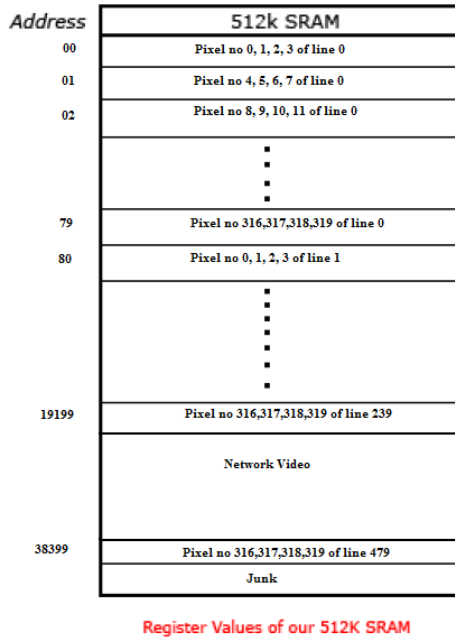 Address 512k SRAM
00 Pixel no 0, 1, 2, 3 of line 0
01 Pixel no 4, 5, 6, 7 of line 0
02 Pixel no 8, 9, 10, 11 of line 0
79 Pixel no 316,317,318,319 of line 0
80 Pixel no 0, 1, 2, 3 of line 1
19199 Pixel no 316,317,318,319 of line 239
Network Video
38399 Pixel no 316,317,318,319 of line 479
Junk
Register Values of our 512K SRAM